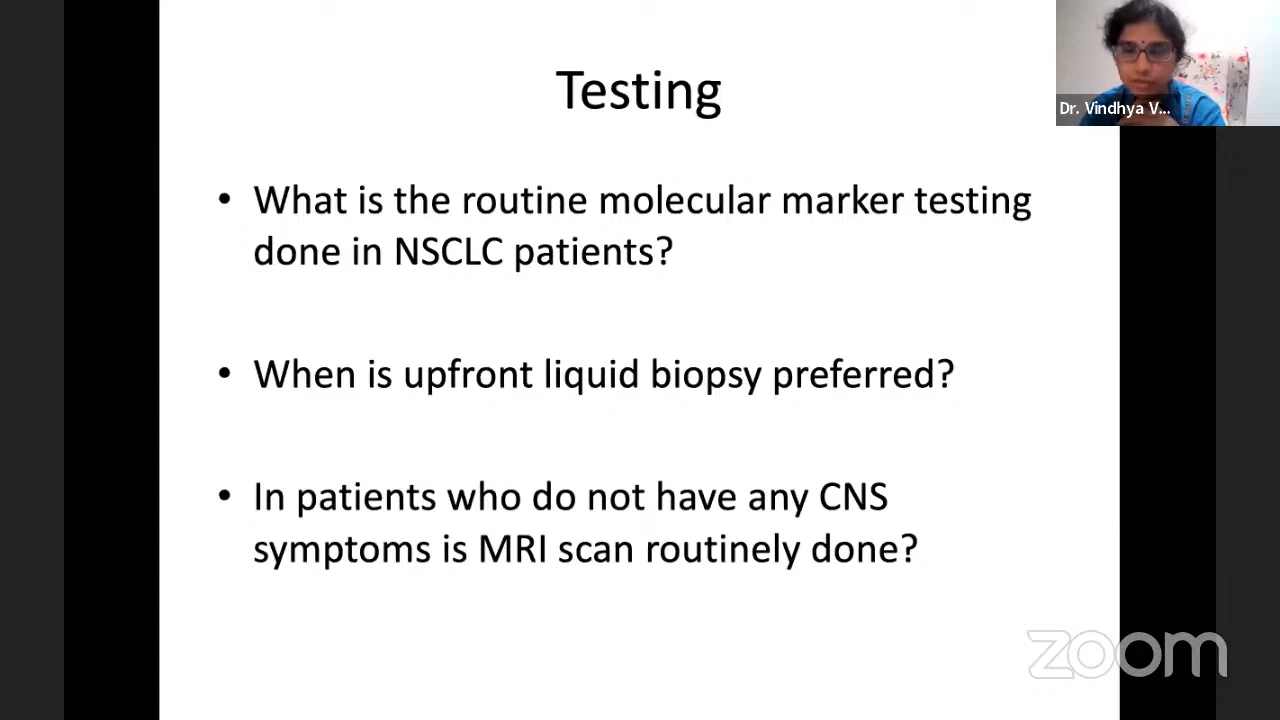 Testing
Dr. Vindhya V...
• What is the routine molecular marker testing
done in NSCLC patients?
• When is upfront liquid biopsy preferred?
• In patients who do not have any CNS
symptoms is MRI scan routinely done?
zoom